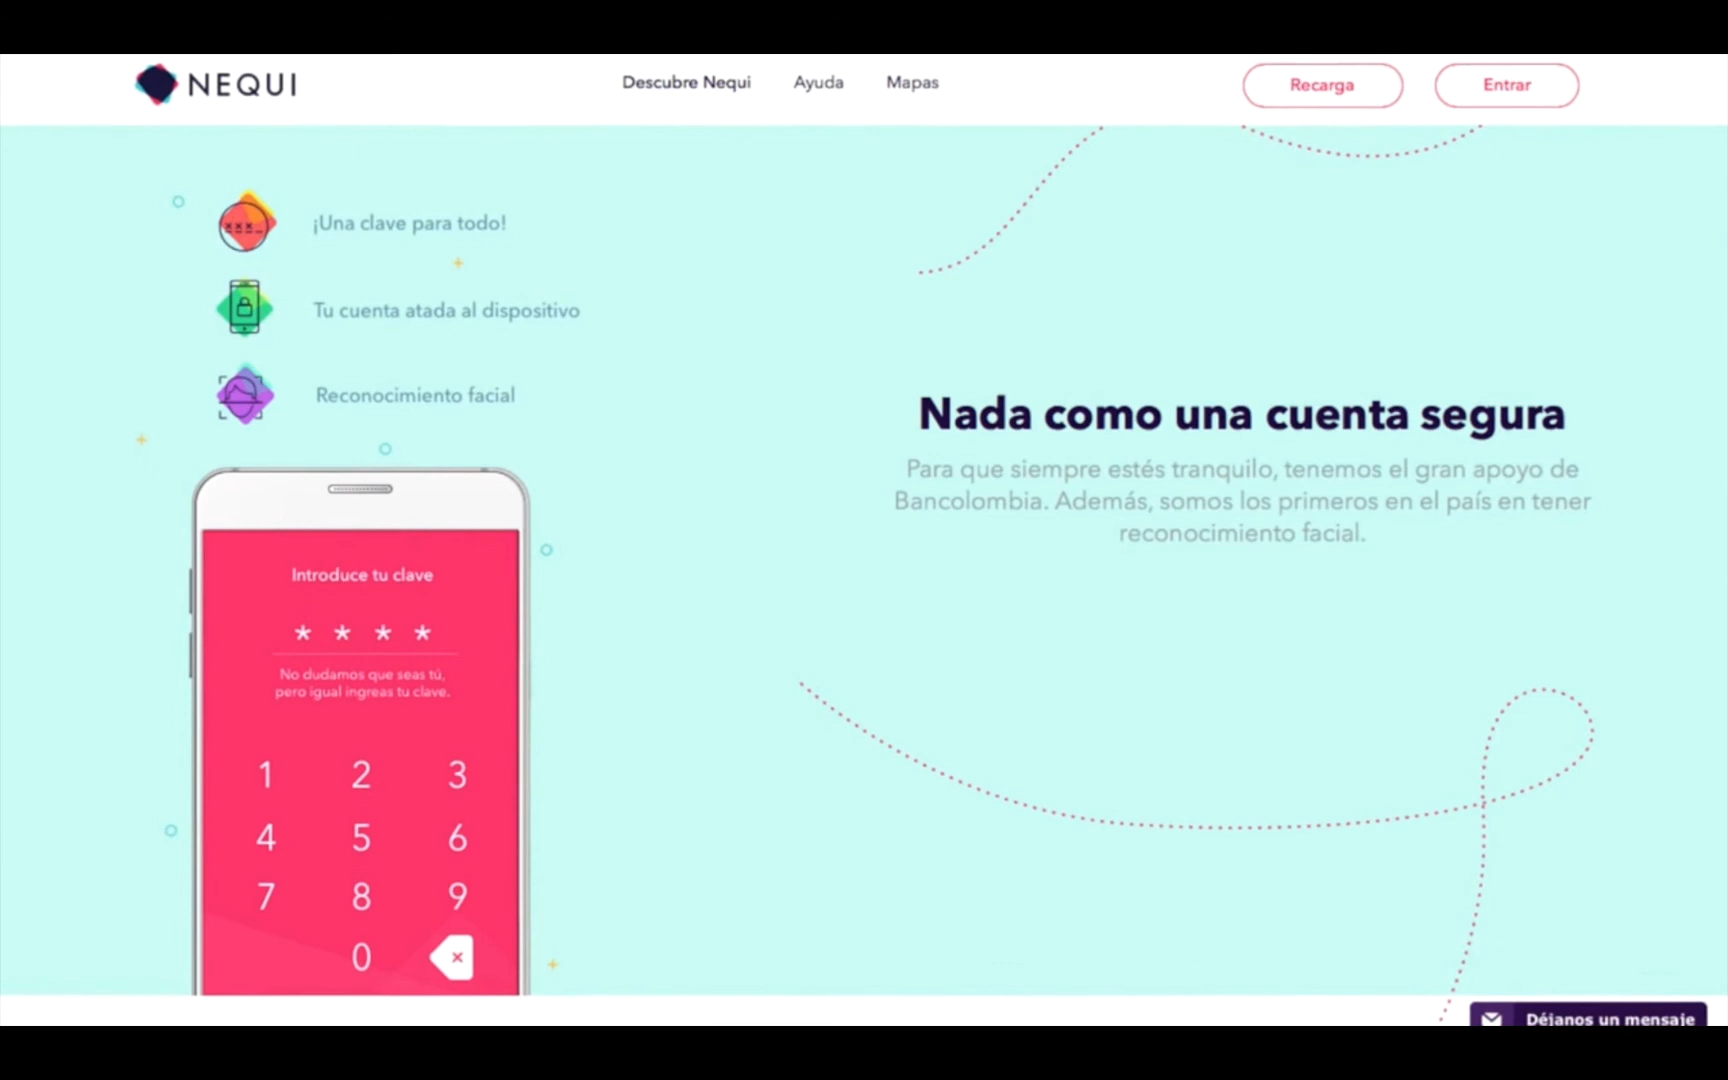 NEQUI
Descubre Nequi
Ayuda
Mapas
Recarga
Entrar
¡Una clave para todo!
Tu cuenta atada al dispositivo
Reconocimiento facial
Nada como una cuenta segura
Para que siempre estés tranquilo, tenemos el gran apoyo de
Bancolombia. Además, somos los primeros en el país en tener
reconocimiento facial.
Introduce tu clave
* * * *
No dudamos que seas tú,
pero igual ingreas tu clave.
1 2 3
4 5 6
7 8 9
0
Déjanos un mensaje